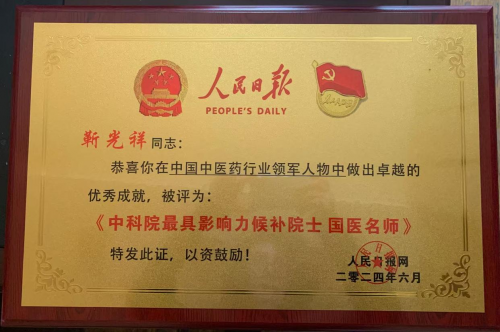 人民日报
PEOPLE'S DAILY
靳光祥同志：
恭喜你在中国中医药行业领军人物中做出卓越的
优秀成就，被评为：
《中科院最具影响力候补院士 国医名师》
特发此证，以资鼓励！
人民日报网
二零二四年六月